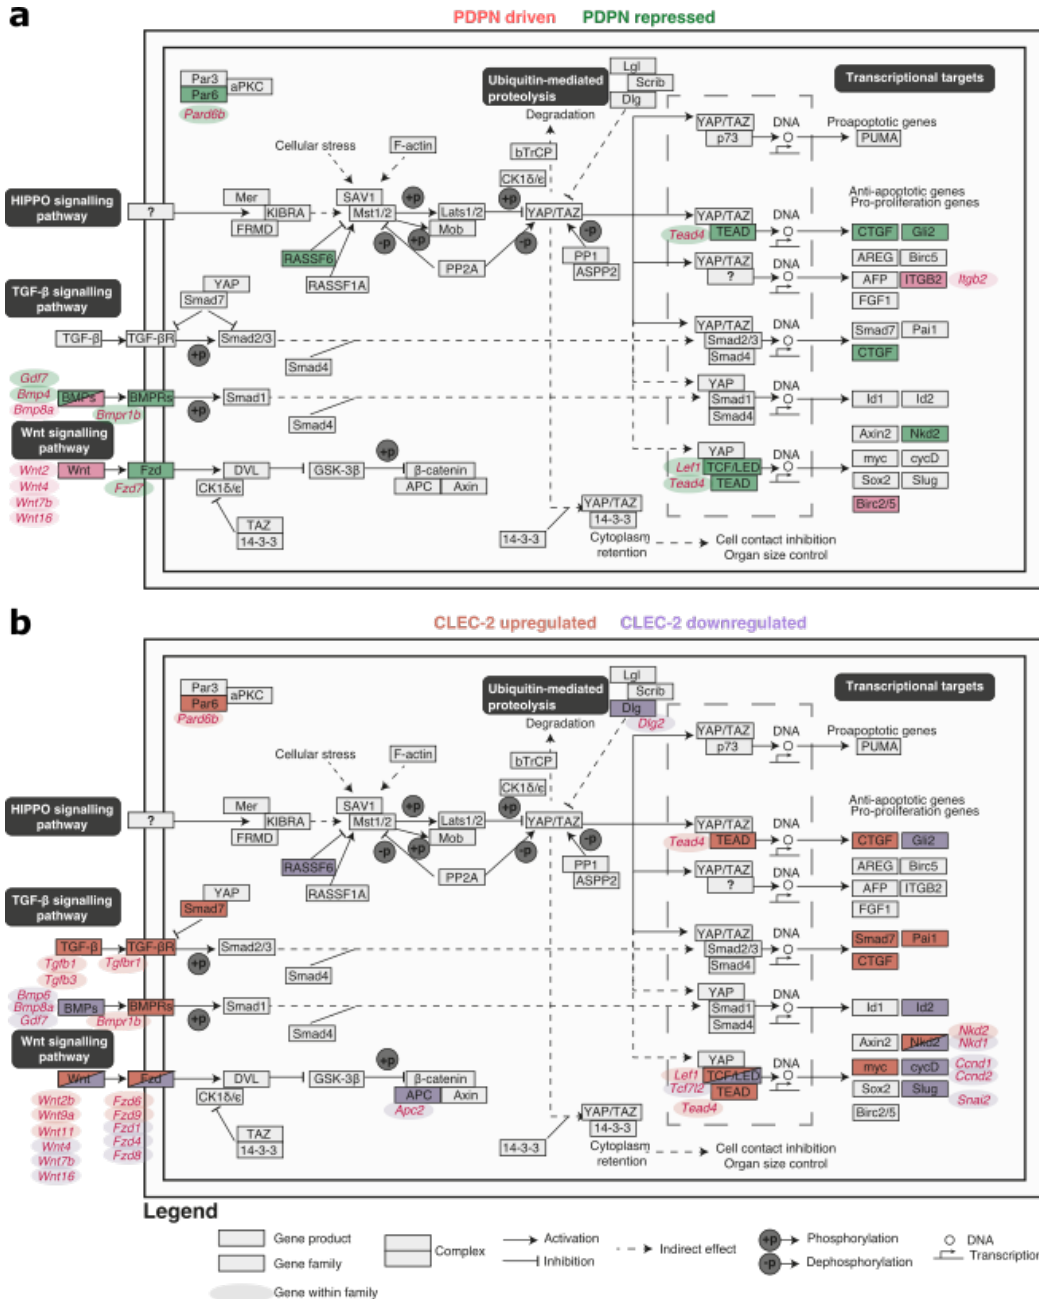 a
PDPN driven PDPN repressed
Par3
aPKC
Par6
Pard6b
Ubiquitin-mediated
proteolysis
Lgl
Scrib
Dlg
Transcriptional targets
Degradation
YAP/TAZ
p73
DNA
Proapoptotic genes
PUMA
Cellular stress
F-actin
bTrCP
CK1δ/ε
HIPPO signalling
pathway
?
Mer
KIBRA
FRMD
SAV1
Mst1/2
+p
Lats1/2
Mob
+p
YAP/TAZ
-p
+p
-p
-p
RASSF6
RASSF1A
PP2A
PP1
ASPP2
Anti-apoptotic genes
Pro-proliferation genes
YAP/TAZ
Tead4 TEAD
DNA
CTGF Gli2
YAP/TAZ
?
DNA
AREG Birc5
AFP ITGB2 Itgb2
FGF1
TGF-β signalling
pathway
YAP
Smad7
TGF-β TGF-βR Smad2/3
+p
Smad4
YAP/TAZ
Smad2/3
Smad4
DNA
Smad7 Pai1
CTGF
Gdf7
Bmp4
Bmp8a
BMPs BMPRs Smad1
Bmpr1b
+p
Smad4
YAP
Smad1
Smad4
DNA
Id1 Id2
Wnt signalling
pathway
Wnt2
Wnt4
Wnt7b
Wnt16
Wnt Fzd DVL GSK-3β β-catenin
Fzd7
CK1δ/ε
+p
APC Axin
TAZ
14-3-3
YAP
Lef1 TCF/LED
Tead4 TEAD
DNA
Axin2 Nkd2
myc cycD
Sox2 Slug
Birc2/5
14-3-3
YAP/TAZ
14-3-3
Cytoplasm
retention
Cell contact inhibition
Organ size control
b
CLEC-2 upregulated CLEC-2 downregulated
Par3
aPKC
Par6
Pard6b
Ubiquitin-mediated
proteolysis
Lgl
Scrib
Dlg
Dlg2
Transcriptional targets
Degradation
YAP/TAZ
p73
DNA
Proapoptotic genes
PUMA
Cellular stress
F-actin
bTrCP
CK1δ/ε
HIPPO signalling
pathway
?
Mer
KIBRA
FRMD
SAV1
Mst1/2
+p
Lats1/2
Mob
+p
YAP/TAZ
-p
+p
-p
-p
RASSF6
RASSF1A
PP2A
PP1
ASPP2
Anti-apoptotic genes
Pro-proliferation genes
YAP/TAZ
Tead4 TEAD
DNA
CTGF Gli2
YAP/TAZ
?
DNA
AREG Birc5
AFP ITGB2
FGF1
TGF-β signalling
pathway
YAP
Smad7
TGF-β TGF-βR Smad2/3
Tgfb1
Tgfb3
Tgfbr1
+p
Smad4
YAP/TAZ
Smad2/3
Smad4
DNA
Smad7 Pai1
CTGF
Bmp6
Bmp8a
Gdf7
BMPs BMPRs Smad1
Bmpr1b
+p
Smad4
YAP
Smad1
Smad4
DNA
Id1 Id2
Wnt signalling
pathway
Wnt Fzd DVL GSK-3β β-catenin
+p
APC Axin
Apc2
CK1δ/ε
TAZ
14-3-3
Wnt2b
Wnt9a
Wnt11
Wnt4
Wnt7b
Wnt16
Fzd6
Fzd9
Fzd1
Fzd4
Fzd8
YAP
Lef1 TCF/LED
Tcf7l2 TEAD
Tead4
DNA
Axin2 Nkd2
Nkd2
Nkd1
myc cycD
Ccnd1
Ccnd2
Sox2 Slug
Snai2
Birc2/5
14-3-3
YAP/TAZ
14-3-3
Cytoplasm
retention
Cell contact inhibition
Organ size control
Legend
Gene product
Gene family
Gene within family
Complex
Activation
Inhibition
Indirect effect
+p Phosphorylation
-p Dephosphorylation
DNA
Transcription